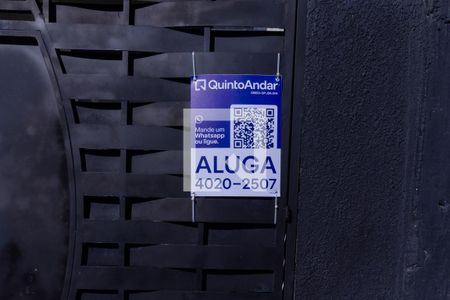 QuintoAndar
Mande um
Whatsapp
ou ligue.
ALUGA
4020-2507